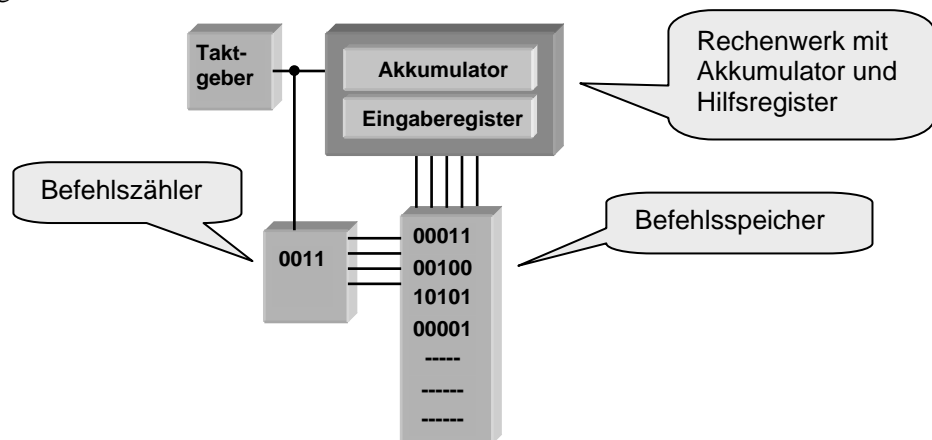 Takt-
geber
Akkumulator
Eingaberegister
Rechenwerk mit
Akkumulator und
Hilfsregister
Befehlszähler
0011
Befehlsspeicher
00011
00100
10101
00001
-----
------
------